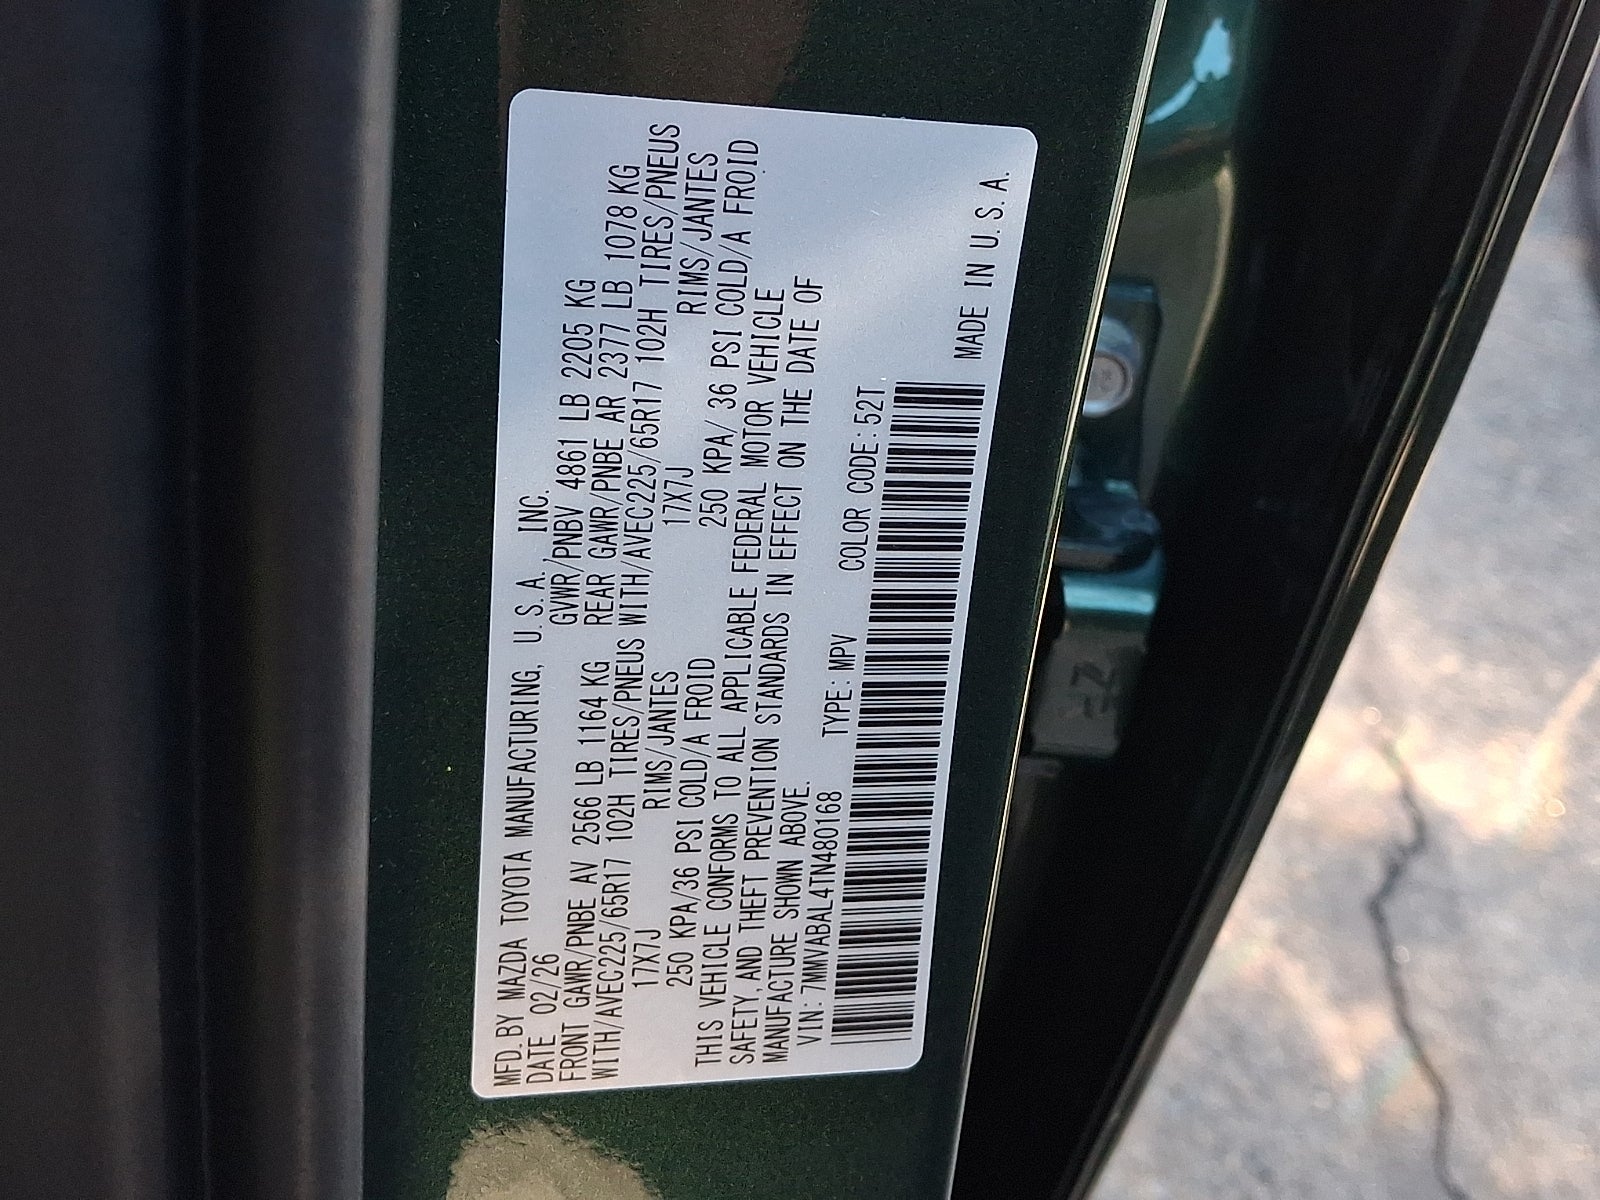 MFD. BY MAZDA TOYOTA MANUFACTURING, U.S.A., INC.
DATE 02/26 GVWR/PNBV 4861 LB 2205 KG
FRONT GAWR/PNBE AV 2566 LB 1164 KG REAR GAWR/PNBE AR 2377 LB 1078 KG
WITH/AVEC225/65R17 102H TIRES/PNEUS WITH/AVEC225/65R17 102H TIRES/PNEUS
17X7J RIMS/JANTES 17X7J RIMS/JANTES
250 KPA/36 PSI COLD/A FROID 250 KPA/ 36 PSI COLD/A FROID
THIS VEHICLE CONFORMS TO ALL APPLICABLE FEDERAL MOTOR VEHICLE
SAFETY, AND THEFT PREVENTION STANDARDS IN EFFECT ON THE DATE OF
MANUFACTURE SHOWN ABOVE.
VIN: 7MMVABAL4TN480168 TYPE: MPV COLOR CODE: 52T
MADE IN U.S.A.